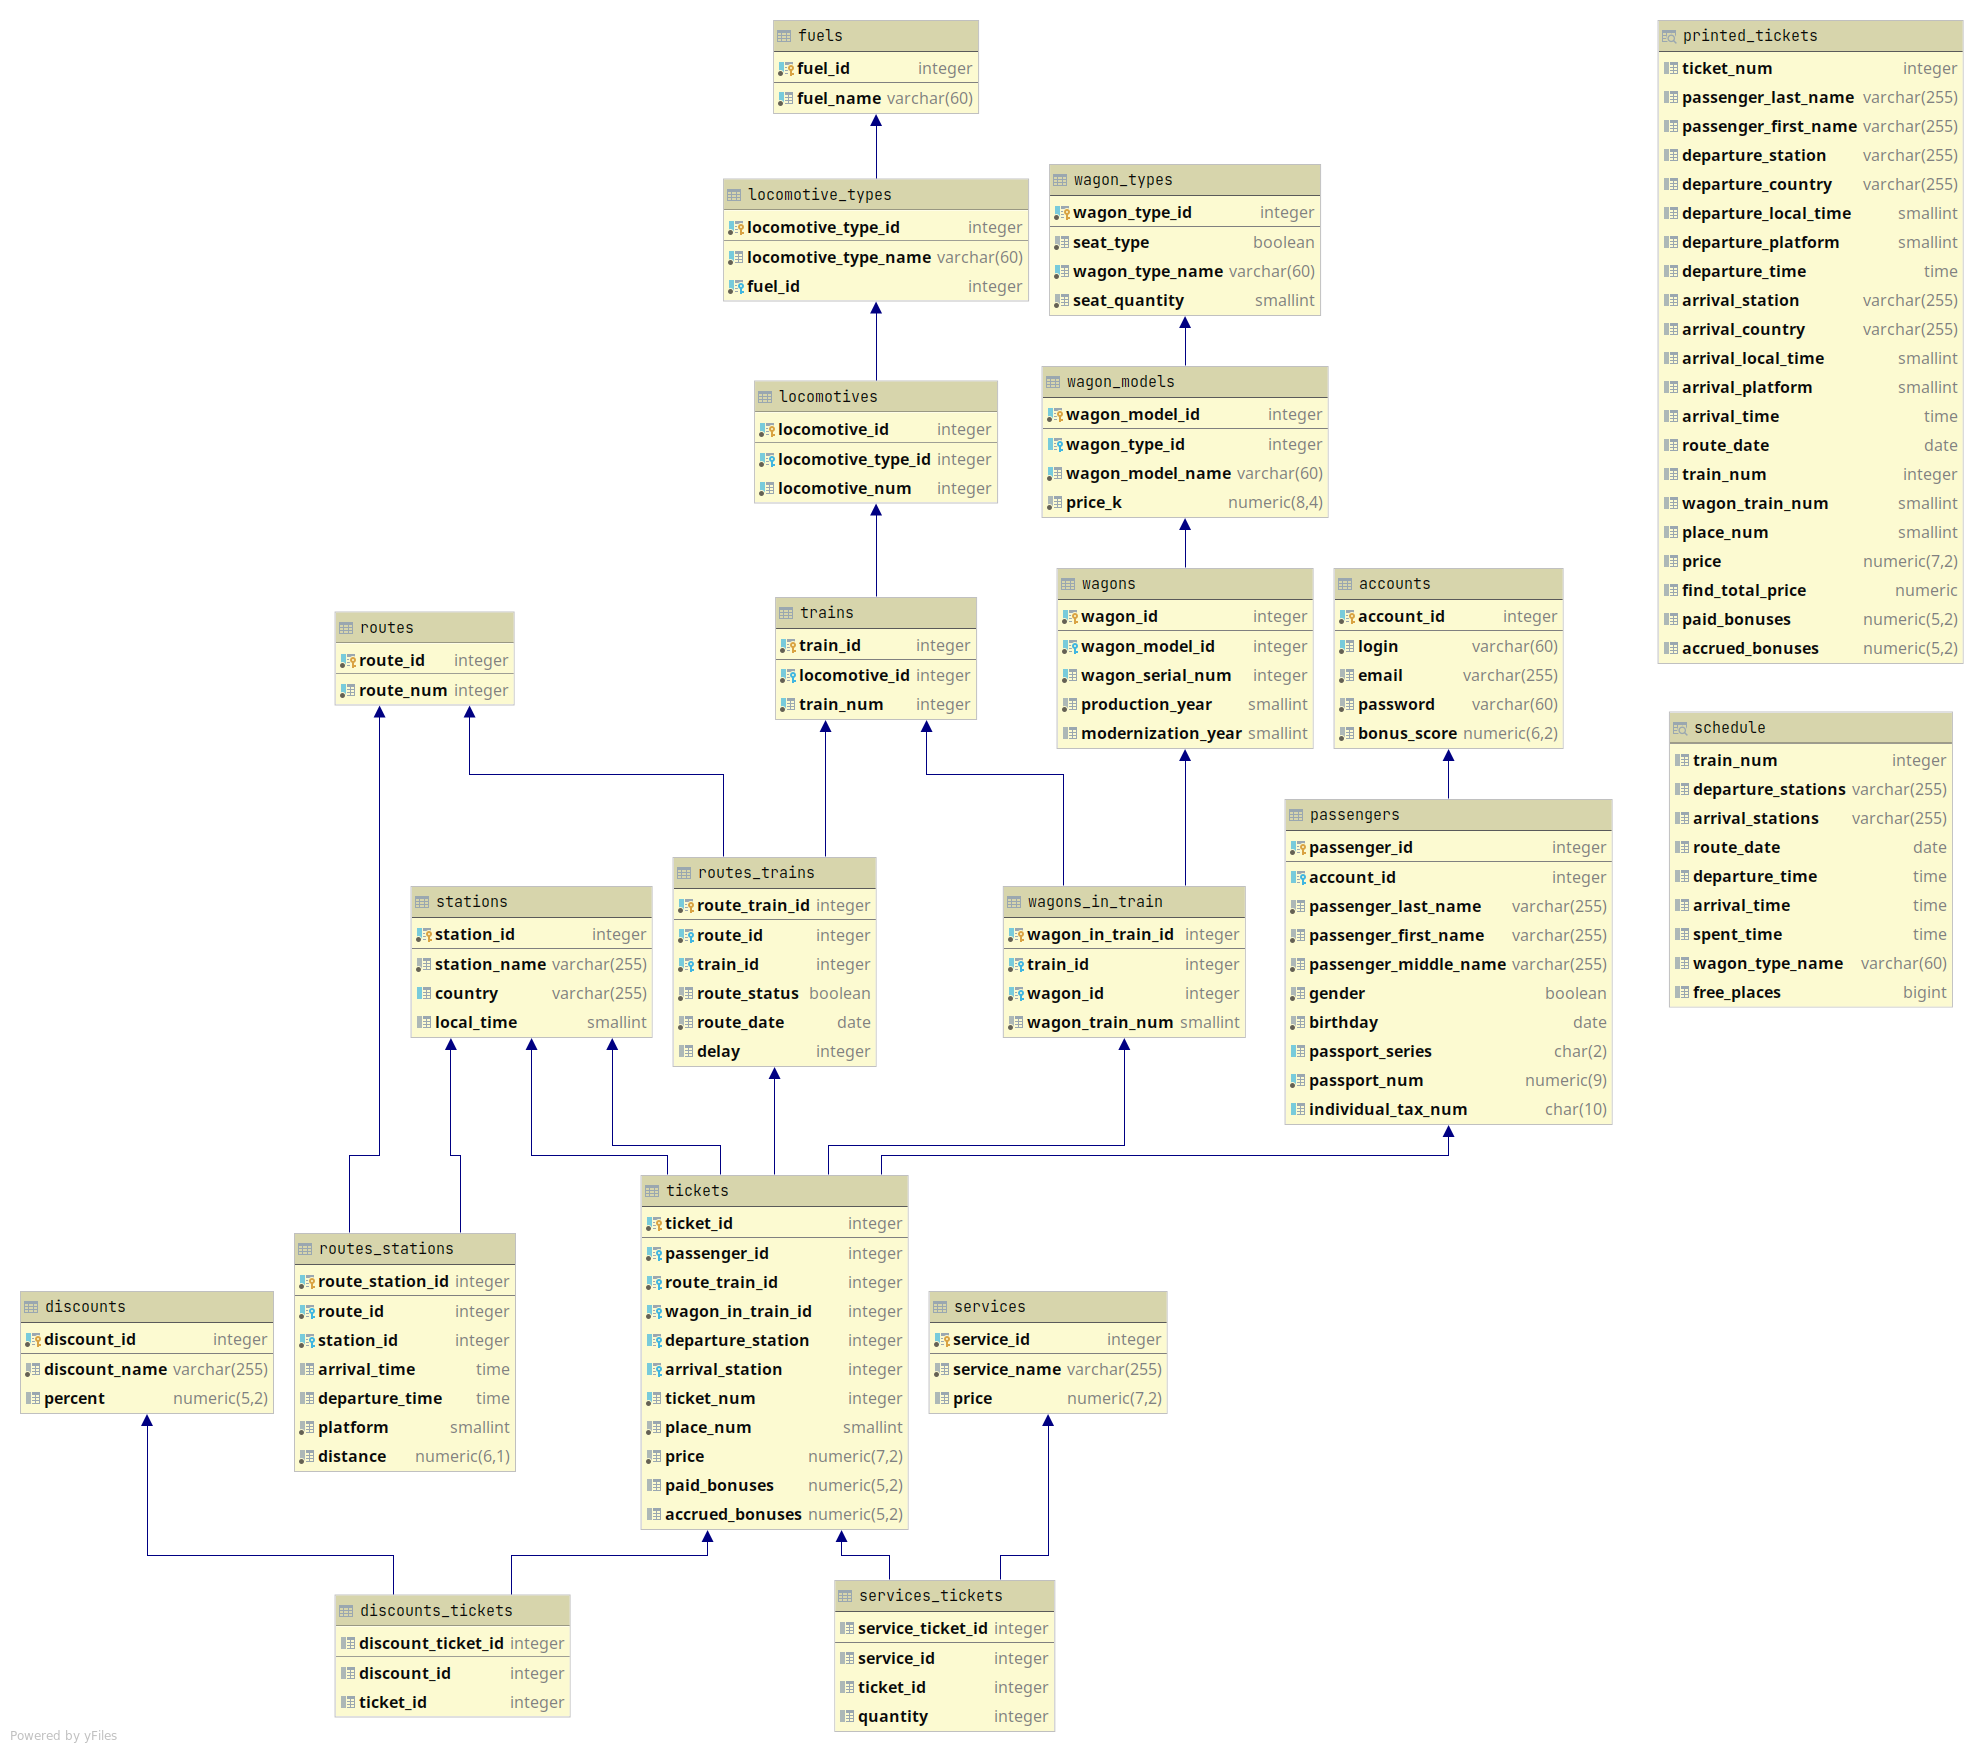 fuels
fuel_id integer
fuel_name varchar(60)
locomotive_types
locomotive_type_id integer
locomotive_type_name varchar(60)
fuel_id integer
wagon_types
wagon_type_id integer
seat_type boolean
wagon_type_name varchar(60)
seat_quantity smallint
printed_tickets
ticket_num integer
passenger_last_name varchar(255)
passenger_first_name varchar(255)
departure_station varchar(255)
departure_country varchar(255)
departure_local_time smallint
departure_platform smallint
departure_time time
arrival_station varchar(255)
arrival_country varchar(255)
arrival_local_time smallint
arrival_platform smallint
arrival_time time
route_date date
train_num integer
wagon_train_num smallint
place_num smallint
price numeric(7,2)
find_total_price numeric
paid_bonuses numeric(5,2)
accrued_bonuses numeric(5,2)
locomotives
locomotive_id integer
locomotive_type_id integer
locomotive_num integer
wagon_models
wagon_model_id integer
wagon_type_id integer
wagon_model_name varchar(60)
price_k numeric(8,4)
routes
route_id integer
route_num integer
trains
train_id integer
locomotive_id integer
train_num integer
wagons
wagon_id integer
wagon_model_id integer
wagon_serial_num integer
production_year smallint
modernization_year smallint
accounts
account_id integer
login varchar(60)
email varchar(255)
password varchar(60)
bonus_score numeric(6,2)
schedule
train_num integer
departure_stations varchar(255)
arrival_stations varchar(255)
route_date date
departure_time time
arrival_time time
spent_time time
wagon_type_name varchar(60)
free_places bigint
stations
station_id integer
station_name varchar(255)
country varchar(255)
local_time smallint
routes_trains
route_train_id integer
route_id integer
train_id integer
route_status boolean
route_date date
delay integer
wagons_in_train
wagon_in_train_id integer
train_id integer
wagon_id integer
wagon_train_num smallint
passengers
passenger_id integer
account_id integer
passenger_last_name varchar(255)
passenger_first_name varchar(255)
passenger_middle_name varchar(255)
gender boolean
birthday date
passport_series char(2)
passport_num numeric(9)
individual_tax_num char(10)
discounts
discount_id integer
discount_name varchar(255)
percent numeric(5,2)
routes_stations
route_station_id integer
route_id integer
station_id integer
arrival_time time
departure_time time
platform smallint
distance numeric(6,1)
tickets
ticket_id integer
passenger_id integer
route_train_id integer
wagon_in_train_id integer
departure_station integer
arrival_station integer
ticket_num integer
place_num smallint
price numeric(7,2)
paid_bonuses numeric(5,2)
accrued_bonuses numeric(5,2)
services
service_id integer
service_name varchar(255)
price numeric(7,2)
discounts_tickets
discount_ticket_id integer
discount_id integer
ticket_id integer
services_tickets
service_ticket_id integer
service_id integer
ticket_id integer
quantity integer
Powered by yFiles